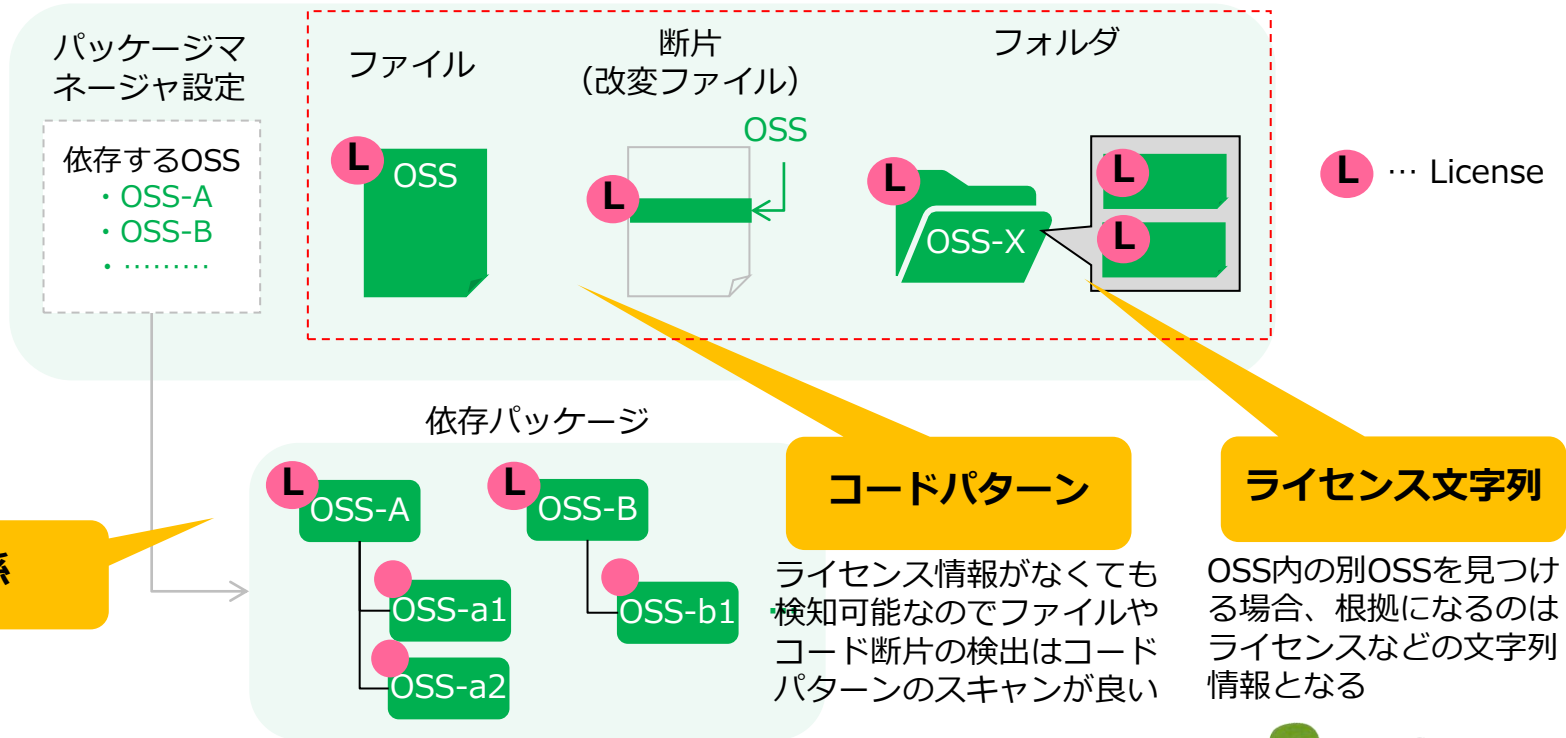 パッケージマ
ネージャ設定
依存するOSS
・OSS-A
・OSS-B
・………
ファイル
L
OSS
断片
（改変ファイル）
OSS
L
フォルダ
L
OSS-X
L
L
L … License
依存パッケージ
L
OSS-A
OSS-a1
OSS-a2
L
OSS-B
OSS-b1
…
係
コードパターン
ライセンス情報がなくても
検知可能なのでファイルや
コード断片の検出はコード
パターンのスキャンが良い
ライセンス文字列
OSS内の別OSSを見つけ
る場合、根拠になるのは
ライセンスなどの文字列
情報となる